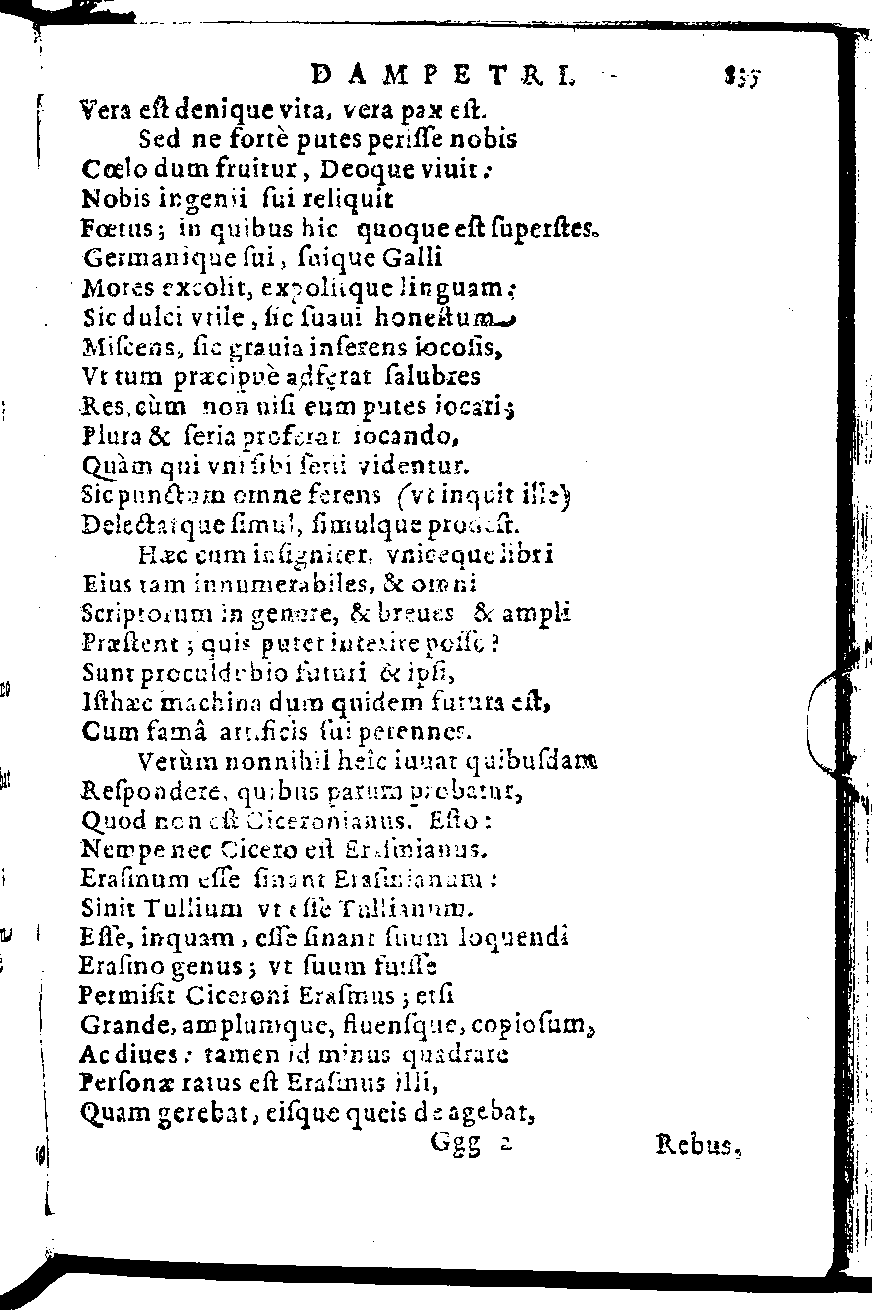 DAMPETRI. 835
Vera eſt denique vita, vera pax eſt.
Sed ne fortè putes periſſe nobis
Cœlo dum fruitur, Deoque viuit:
Nobis ingenii ſui reliquit
Fœtus; in quibus hic quoque eſt ſuperſtes.
Germanique ſui, ſuique Galli
Mores excolit, expolitque linguam:
Sic dulci vtile, ſic ſuaui honeſtum
Miſcens, ſic grauia inſerens iocoſis,
Vt tum præcipuè adferat ſalubres
Res, cùm non niſi eum putes iocari;
Plura & ſeria proferat iocando,
Quàm qui vni ſibi ſerii videntur.
Sic punctum omne ferens (vt inquit ille)
Delectatque ſimul, ſimulque prodeſt.
Hæc cum inſigniter, vniceque libri
Eius tam innumerabiles, & omni
Scriptorum in genere, & breues & ampli
Præſtent; quis putet interire poſſe?
Sunt proculdubio futuri & ipſi,
Iſthæc machina dum quidem futura eſt,
Cum famâ artificis ſui perennes.
Verùm nonnihil heîc iuuat quibuſdam
Reſpondere, quibus parum probatur,
Quod non eſt Ciceronianus. Eſto:
Nempe nec Cicero eſt Eraſmianus.
Eraſmum eſſe ſinant Eraſmianum:
Sinit Tullium vt eſſe Tullianum.
Eſſe, inquam, eſſe ſinant ſuum loquendi
Eraſmo genus; vt ſuum fuiſſe
Permiſit Ciceroni Eraſmus; etſi
Grande, amplumque, fluenſque, copioſum,
Ac diues: tamen id minus quadrare
Perſonæ ratus eſt Eraſmus illi,
Quam gerebat, eiſque queis de agebat,
Ggg 2 Rebus,